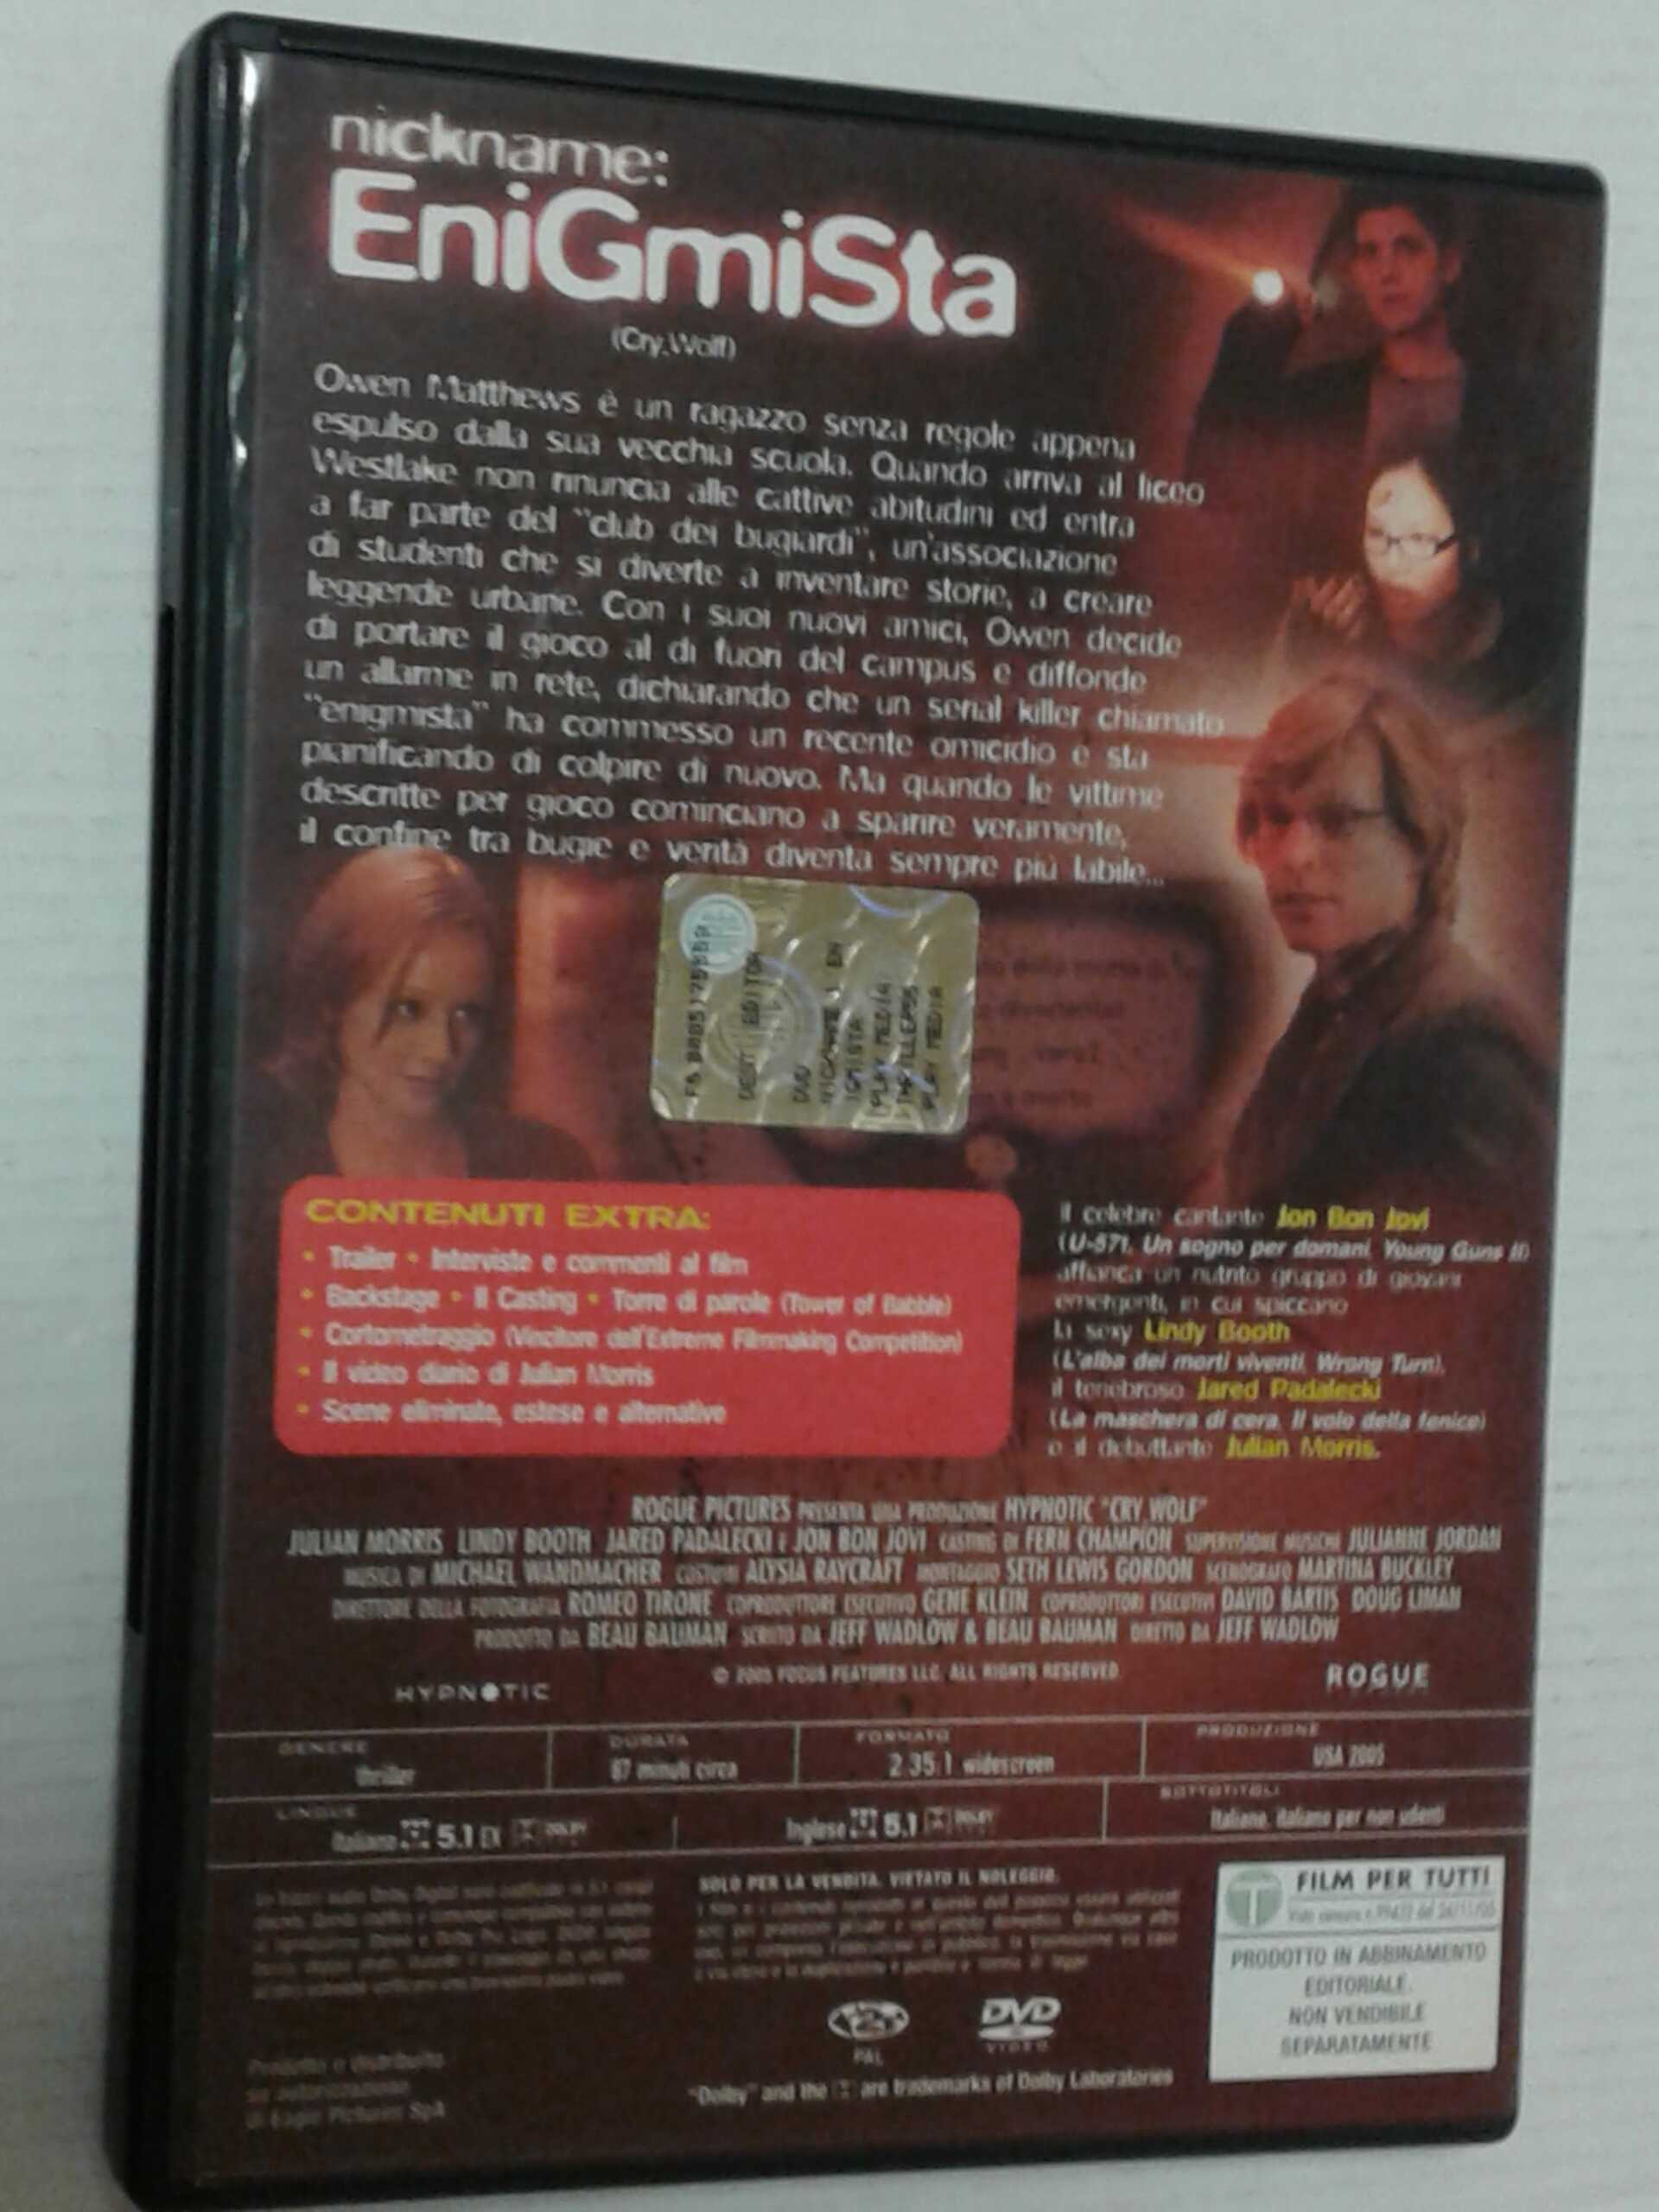 nickname:
EniGmiSta
(Cry_Wolf)
Owen Matthews è un ragazzo senza regole appena
espulso dalla sua vecchia scuola. Quando arriva al liceo
Westlake non rinuncia alle cattive abitudini ed entra
a far parte del "club dei bugiardi", un'associazione
di studenti che si diverte a inventare storie, a creare
leggende urbane. Con i suoi nuovi amici, Owen decide
di portare il gioco al di fuori del campus e diffonde
un allarme in rete, dichiarando che un serial killer chiamato
"enigmista" ha commesso un recente omicidio e sta
pianificando di colpire di nuovo. Ma quando le vittime
descritte per gioco cominciano a sparire veramente,
il confine tra bugie e verità diventa sempre più labile...
DVD
PLAY MEDIA
CONTENUTI EXTRA:
• Trailer • Interviste e commenti al film
• Backstage • Il Casting • Torre di parole (Tower of Babble)
• Cortometraggio (Vincitore dell'Extreme Filmmaking Competition)
• Il video diario di Julian Morris
• Scene eliminate, estese e alternative
Il celebre cantante Jon Bon Jovi
(U-571, Un sogno per domani, Young Guns II)
affianca un nutrito gruppo di giovani
emergenti, in cui spiccano
la sexy Lindy Booth
(L'alba dei morti viventi, Wrong Turn),
il tenebroso Jared Padalecki
(La maschera di cera, Il volo della fenice)
e il debuttante Julian Morris.
ROGUE PICTURES PRESENTA UNA PRODUZIONE HYPNOTIC "CRY_WOLF"
JULIAN MORRIS LINDY BOOTH JARED PADALECKI E JON BON JOVI CASTING DI FERN CHAMPION SUPERVISIONE MUSICHE JULIANNE JORDAN
MUSICA DI MICHAEL WANDMACHER COSTUMI ALYSIA RAYCRAFT MONTAGGIO SETH LEWIS GORDON SCENOGRAFO MARTINA BUCKLEY
DIRETTORE DELLA FOTOGRAFIA ROMEO TIRONE COPRODUTTORE ESECUTIVO GENE KLEIN COPRODUTTORI ESECUTIVI DAVID BARTIS DOUG LIMAN
PRODOTTO DA BEAU BAUMAN SCRITTO DA JEFF WADLOW & BEAU BAUMAN DIRETTO DA JEFF WADLOW
© 2005 FOCUS FEATURES LLC. ALL RIGHTS RESERVED.
HYPNOTIC
ROGUE
GENERE
thriller
DURATA
87 minuti circa
FORMATO
2.35:1 widescreen
PRODUZIONE
USA 2005
LINGUE
Italiano 5.1 EX
Inglese 5.1
SOTTOTITOLI
Italiano, italiano per non udenti
SOLO PER LA VENDITA. VIETATO IL NOLEGGIO.
Prodotto e distribuito
su autorizzazione
di Eagle Pictures SpA
2
PAL
DVD
VIDEO
"Dolby" and the are trademarks of Dolby Laboratories
T
FILM PER TUTTI
PRODOTTO IN ABBINAMENTO
EDITORIALE.
NON VENDIBILE
SEPARATAMENTE